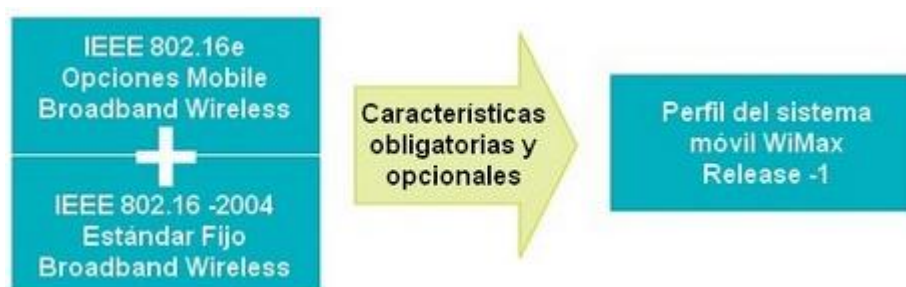 IEEE 802.16e
Opciones Mobile
Broadband Wireless
IEEE 802.16 -2004
Estándar Fijo
Broadband Wireless
Características
obligatorias y
opcionales
Perfil del sistema
móvil WiMax
Release -1